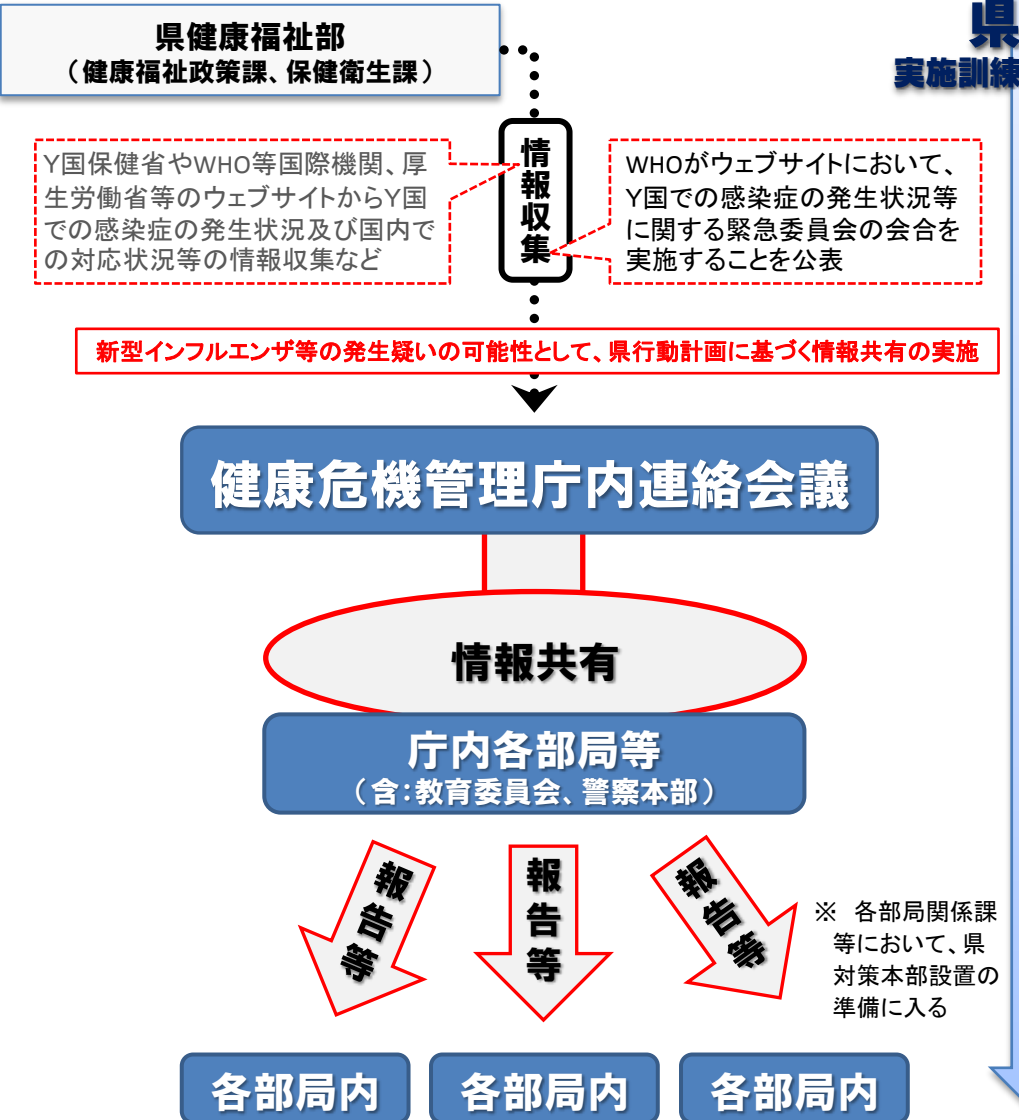 県健康福祉部
（健康福祉政策課、保健衛生課）
県
実施訓練
情報収集
Y国保健省やWHO等国際機関、厚
生労働省等のウェブサイトからY国
での感染症の発生状況及び国内で
の対応状況等の情報収集など
WHOがウェブサイトにおいて、
Y国での感染症の発生状況等
に関する緊急委員会の会合を
実施することを公表
新型インフルエンザ等の発生疑いの可能性として、県行動計画に基づく情報共有の実施
健康危機管理庁内連絡会議
情報共有
庁内各部局等
（含：教育委員会、警察本部）
報告等
報告等
報告等
※　各部局関係課
等において、県
対策本部設置の
準備に入る
各部局内
各部局内
各部局内